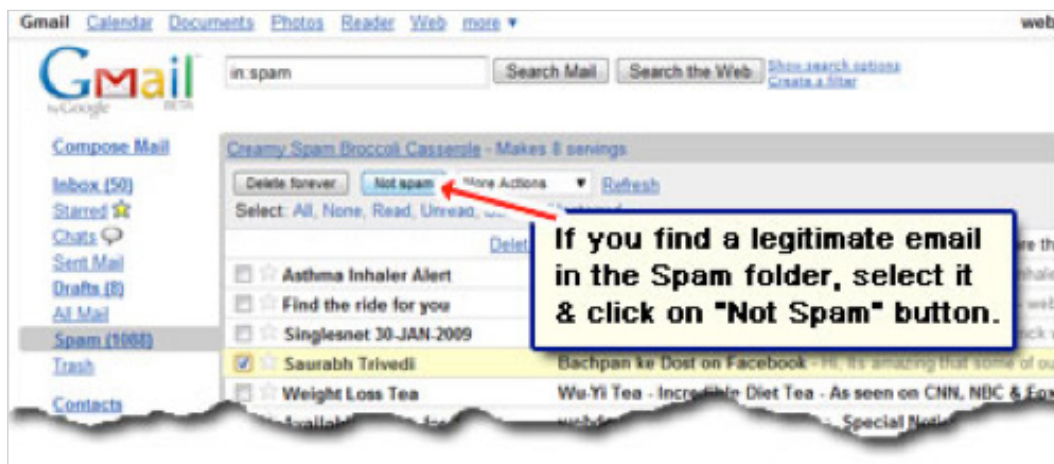 Gmail Calendar Documents Photos Reader Web more ▼ web
Gmail
by Google BETA
in:spam Search Mail Search the Web Show search options
Create a filter
Compose Mail
Inbox (50)
Starred
Chats
Sent Mail
Drafts (8)
All Mail
Spam (1088)
Trash
Contacts
Creamy Spam Broccoli Casserole - Makes 8 servings
Delete forever Not spam More Actions ▼ Refresh
Select: All, None, Read, Unread,
If you find a legitimate email
in the Spam folder, select it
& click on "Not Spam" button.
Asthma Inhaler Alert
Find the ride for you
Singlesnet 30-JAN-2009
Saurabh Trivedi Bachpan ke Dost on Facebook - Hi, its amazing that some of
Weight Loss Tea Wu-Yi Tea - Incredible Diet Tea - As seen on CNN, NBC & Fox
Special